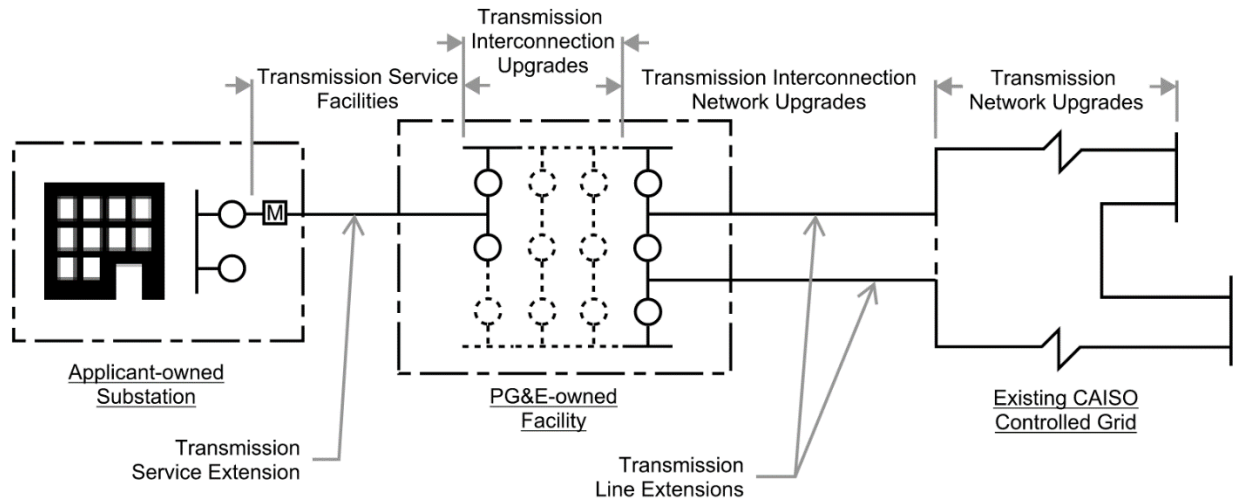 Transmission
Interconnection
Upgrades
Transmission Service
Facilities
Transmission Interconnection
Network Upgrades
Transmission
Network Upgrades
M
Applicant-owned
Substation
PG&E-owned
Facility
Existing CAISO
Controlled Grid
Transmission
Service Extension
Transmission
Line Extensions